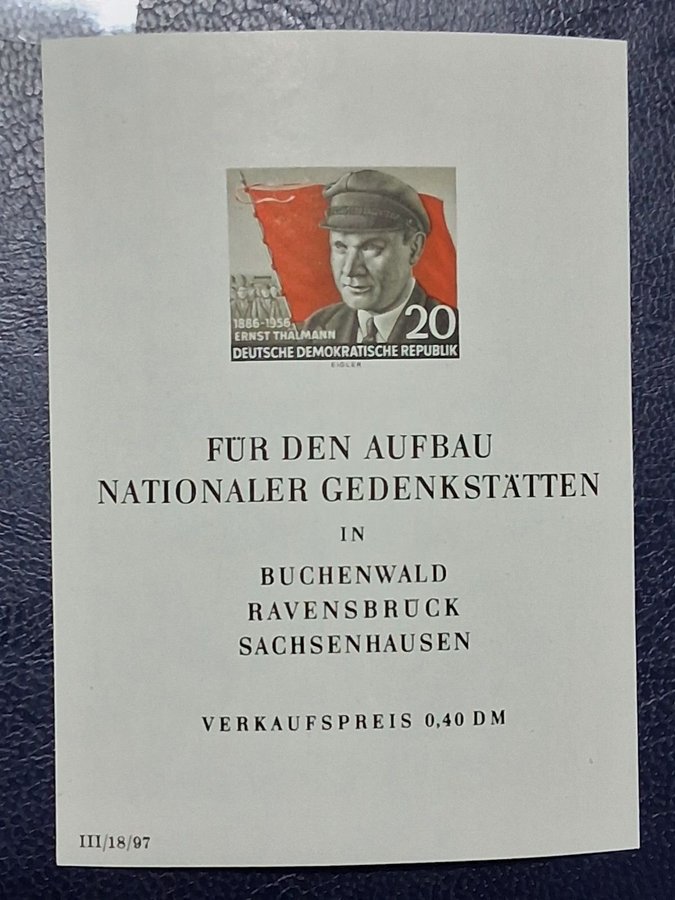 1886-1956
ERNST THÄLMANN
20
DEUTSCHE DEMOKRATISCHE REPUBLIK
EIGLER
FÜR DEN AUFBAU
NATIONALER GEDENKSTÄTTEN
IN
BUCHENWALD
RAVENSBRÜCK
SACHSENHAUSEN
VERKAUFSPREIS 0,40 DM
III/18/97